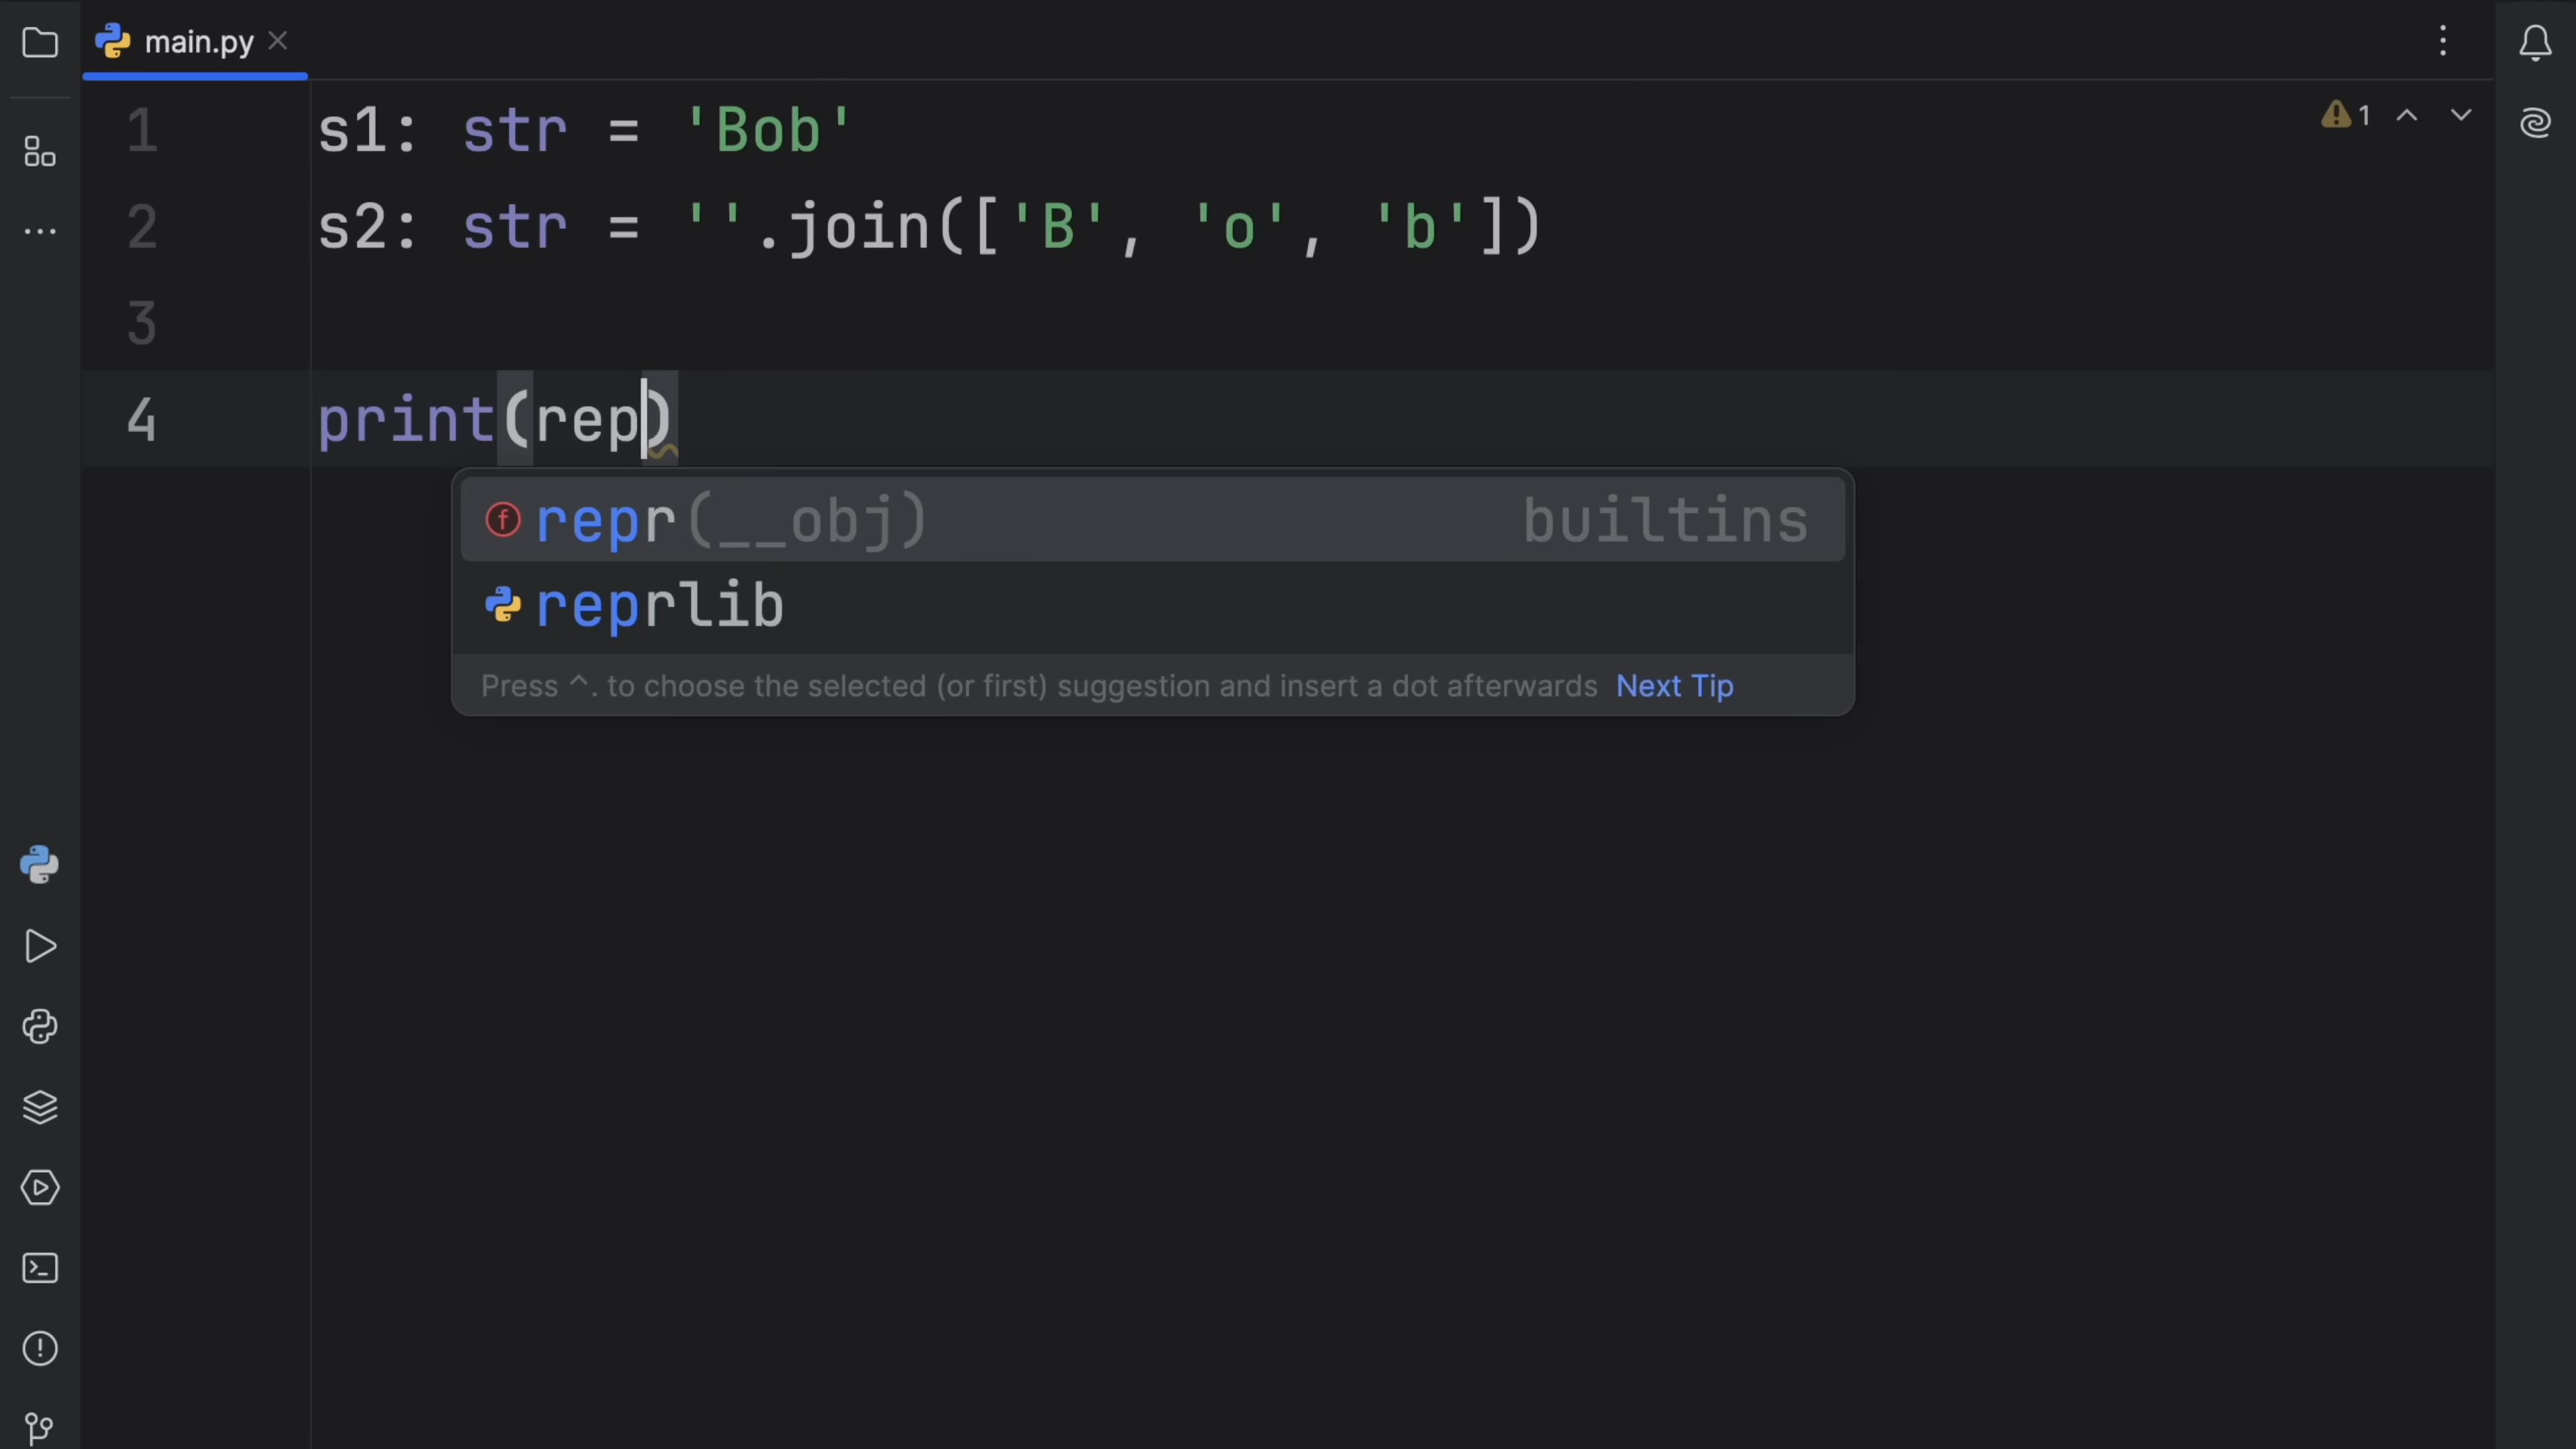 main.py
1 s1: str = 'Bob'
2 s2: str = ''.join(['B', 'o', 'b'])
3
4 print(rep)
f repr(__obj) builtins
reprlib
Press ^. to choose the selected (or first) suggestion and insert a dot afterwards Next Tip
1